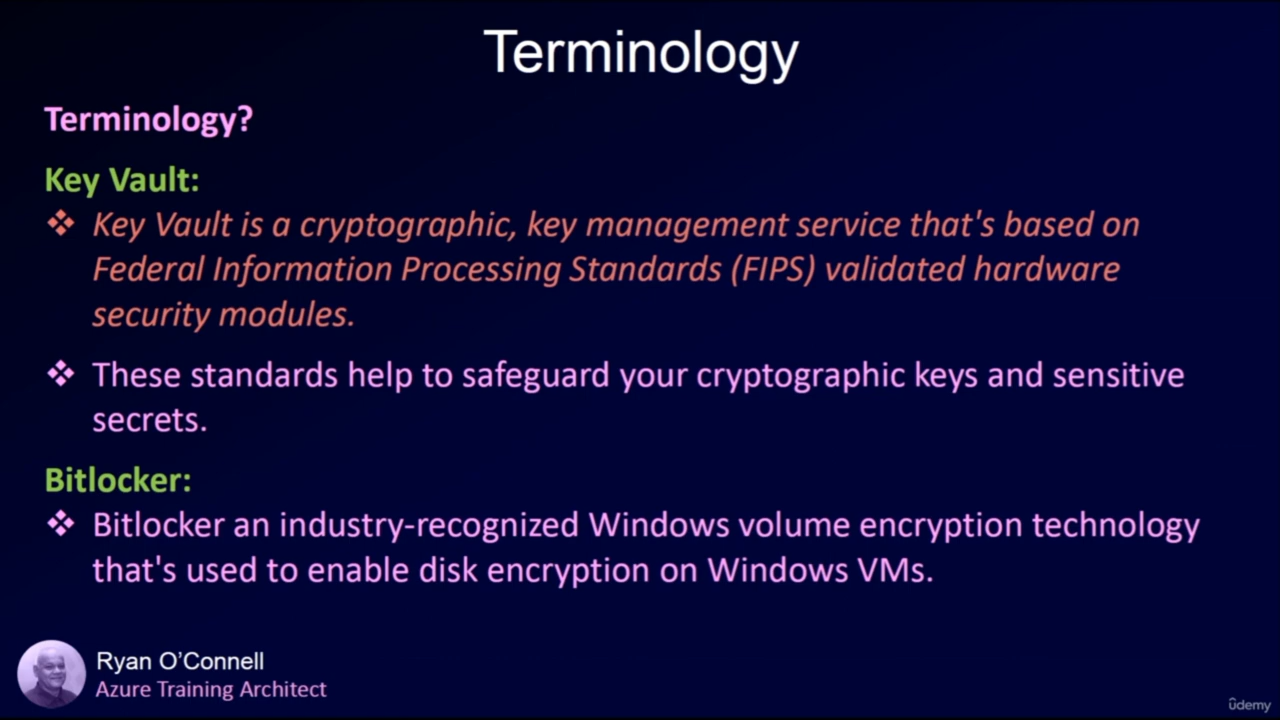 Terminology
Terminology?
Key Vault:
❖ Key Vault is a cryptographic, key management service that's based on
Federal Information Processing Standards (FIPS) validated hardware
security modules.
❖ These standards help to safeguard your cryptographic keys and sensitive
secrets.
Bitlocker:
❖ Bitlocker an industry-recognized Windows volume encryption technology
that's used to enable disk encryption on Windows VMs.
Ryan O’Connell
Azure Training Architect
ûdemy